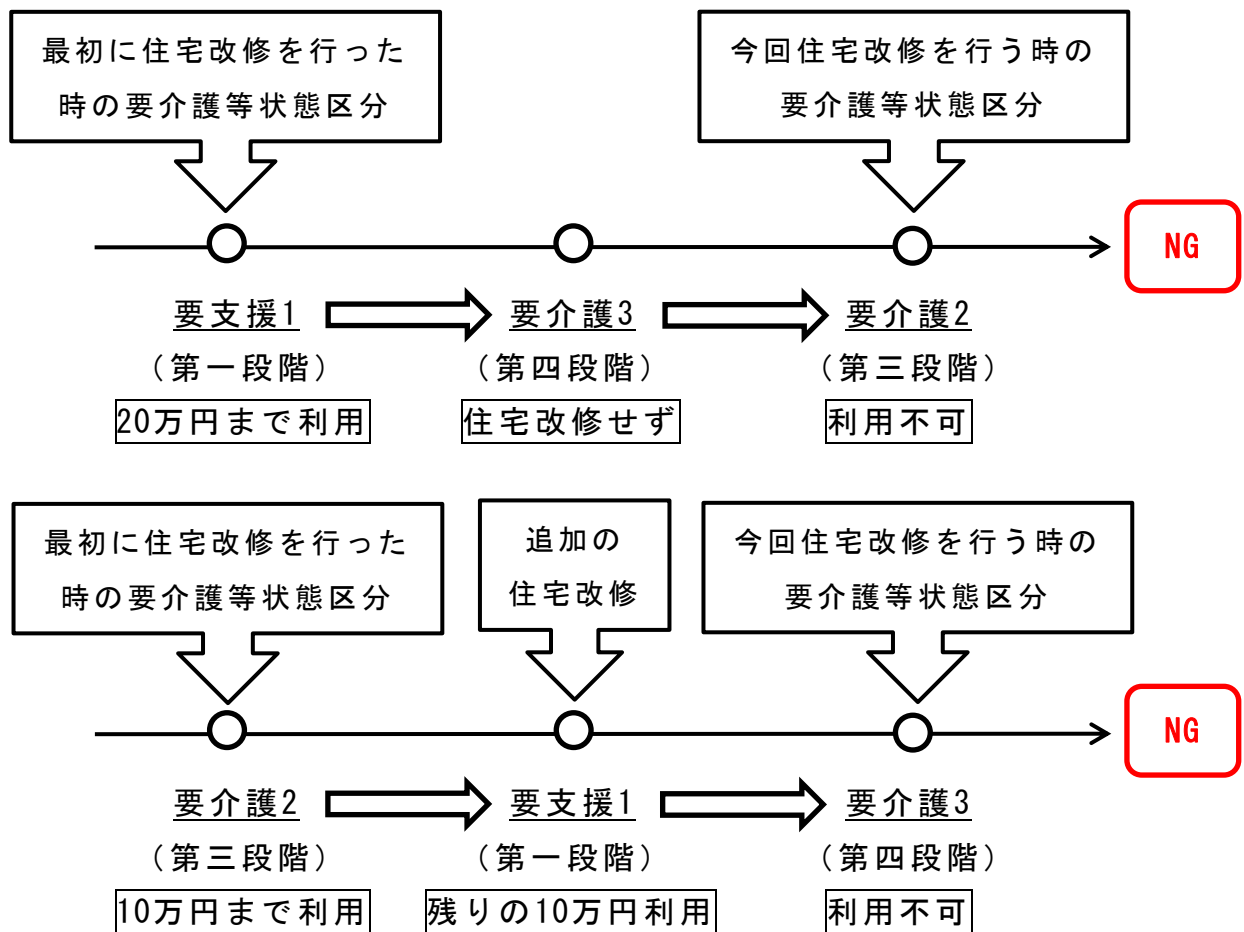 最初に住宅改修を行った
時の要介護等状態区分
今回住宅改修を行う時の
要介護等状態区分
NG
要支援1
要介護3
要介護2
（第一段階）
（第四段階）
（第三段階）
20万円まで利用
住宅改修せず
利用不可
最初に住宅改修を行った
時の要介護等状態区分
追加の
住宅改修
今回住宅改修を行う時の
要介護等状態区分
NG
要介護2
要支援1
要介護3
（第三段階）
（第一段階）
（第四段階）
10万円まで利用
残りの10万円利用
利用不可